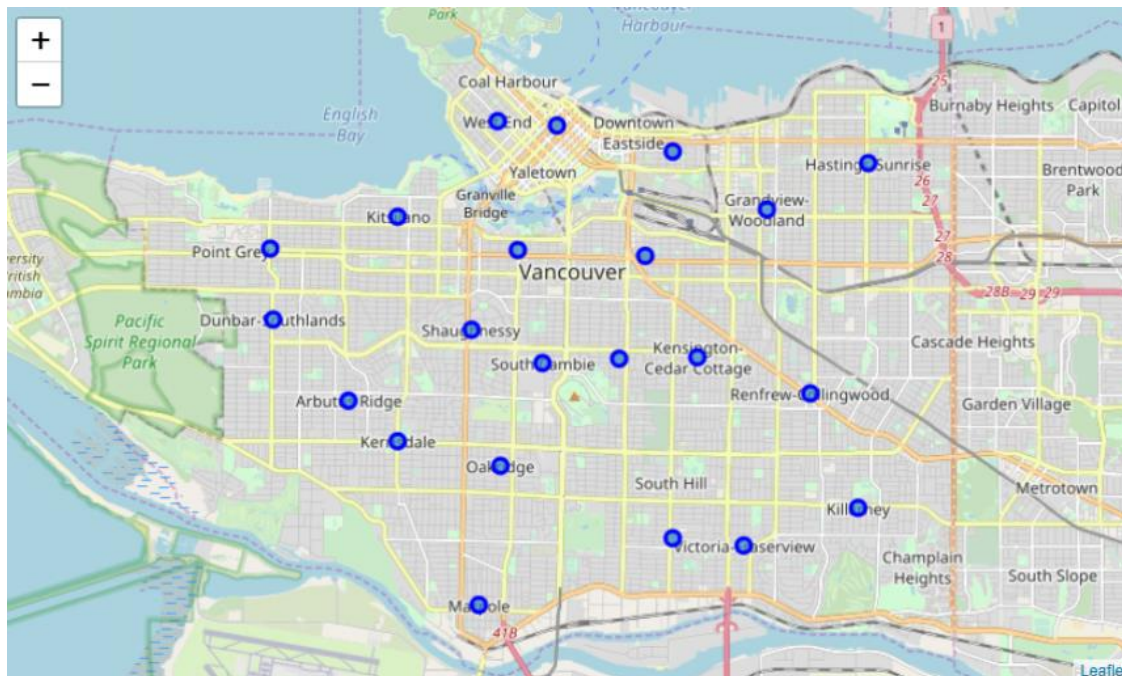 +
−
Park
Vancouver
Harbour
1
25
Coal Harbour
Burnaby Heights
Capitol
English
Bay
West End
Downtown
Eastside
Yaletown
Hastings-Sunrise
26
27
Brentwood
Park
Granville
Bridge
Grandview-
Woodland
Kitsilano
Point Grey
27
28
Vancouver
28B
29
29
Pacific
Spirit Regional
Park
Dunbar-Southlands
Shaughnessy
Cascade Heights
South Cambie
Kensington-
Cedar Cottage
Arbutus Ridge
Renfrew-Collingwood
Garden Village
Kerrisdale
Oakridge
South Hill
Metrotown
Killarney
Victoria-Fraserview
Champlain
Heights
South Slope
Marpole
41B
Leafle